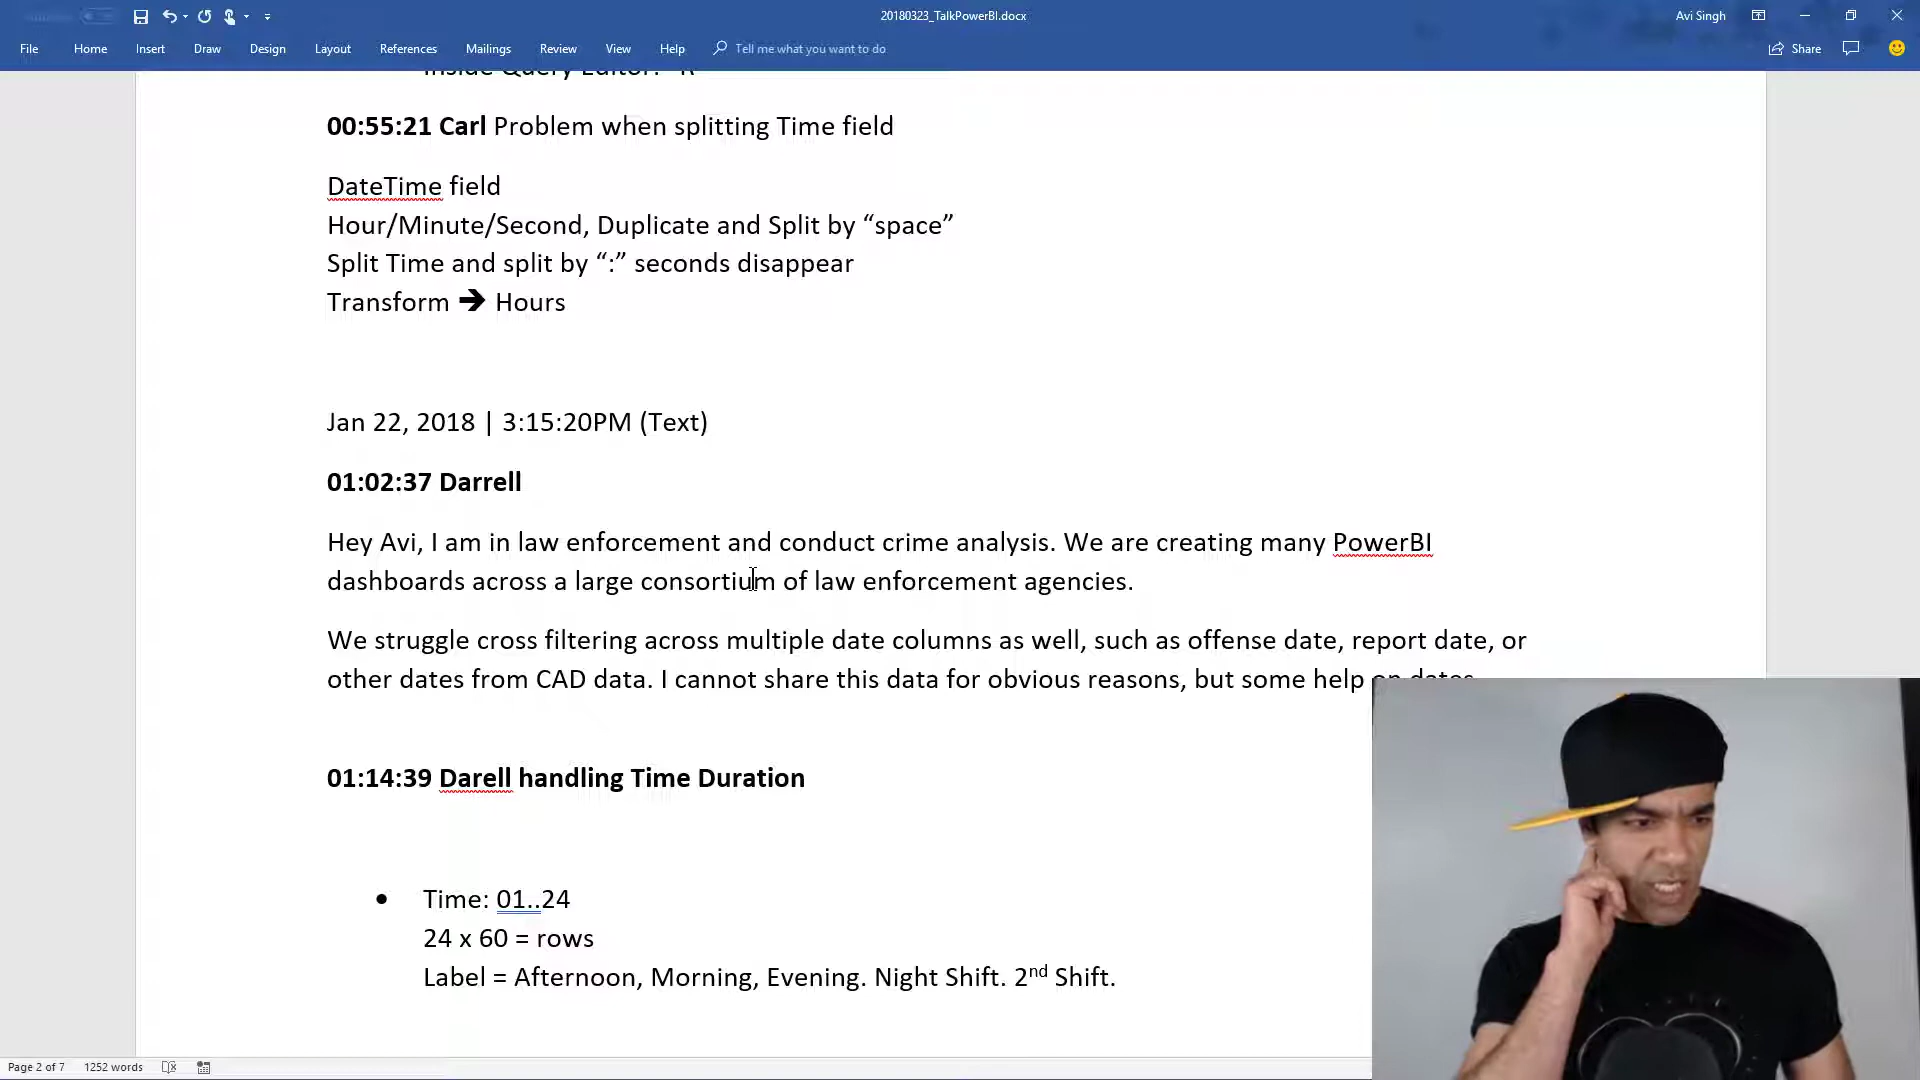 20180323_TalkPowerBI.docx
Avi Singh
File Home Insert Draw Design Layout References Mailings Review View Help Tell me what you want to do
Share
Inside Query Editor: R
00:55:21 Carl Problem when splitting Time field
DateTime field
Hour/Minute/Second, Duplicate and Split by “space”
Split Time and split by “:” seconds disappear
Transform 🡪 Hours
Jan 22, 2018 | 3:15:20PM (Text)
01:02:37 Darrell
Hey Avi, I am in law enforcement and conduct crime analysis. We are creating many PowerBI
dashboards across a large consortium of law enforcement agencies.
We struggle cross filtering across multiple date columns as well, such as offense date, report date, or
other dates from CAD data. I cannot share this data for obvious reasons, but some help on dates
01:14:39 Darell handling Time Duration
• Time: 01..24
24 x 60 = rows
Label = Afternoon, Morning, Evening. Night Shift. 2nd Shift.
Page 2 of 7 1252 words